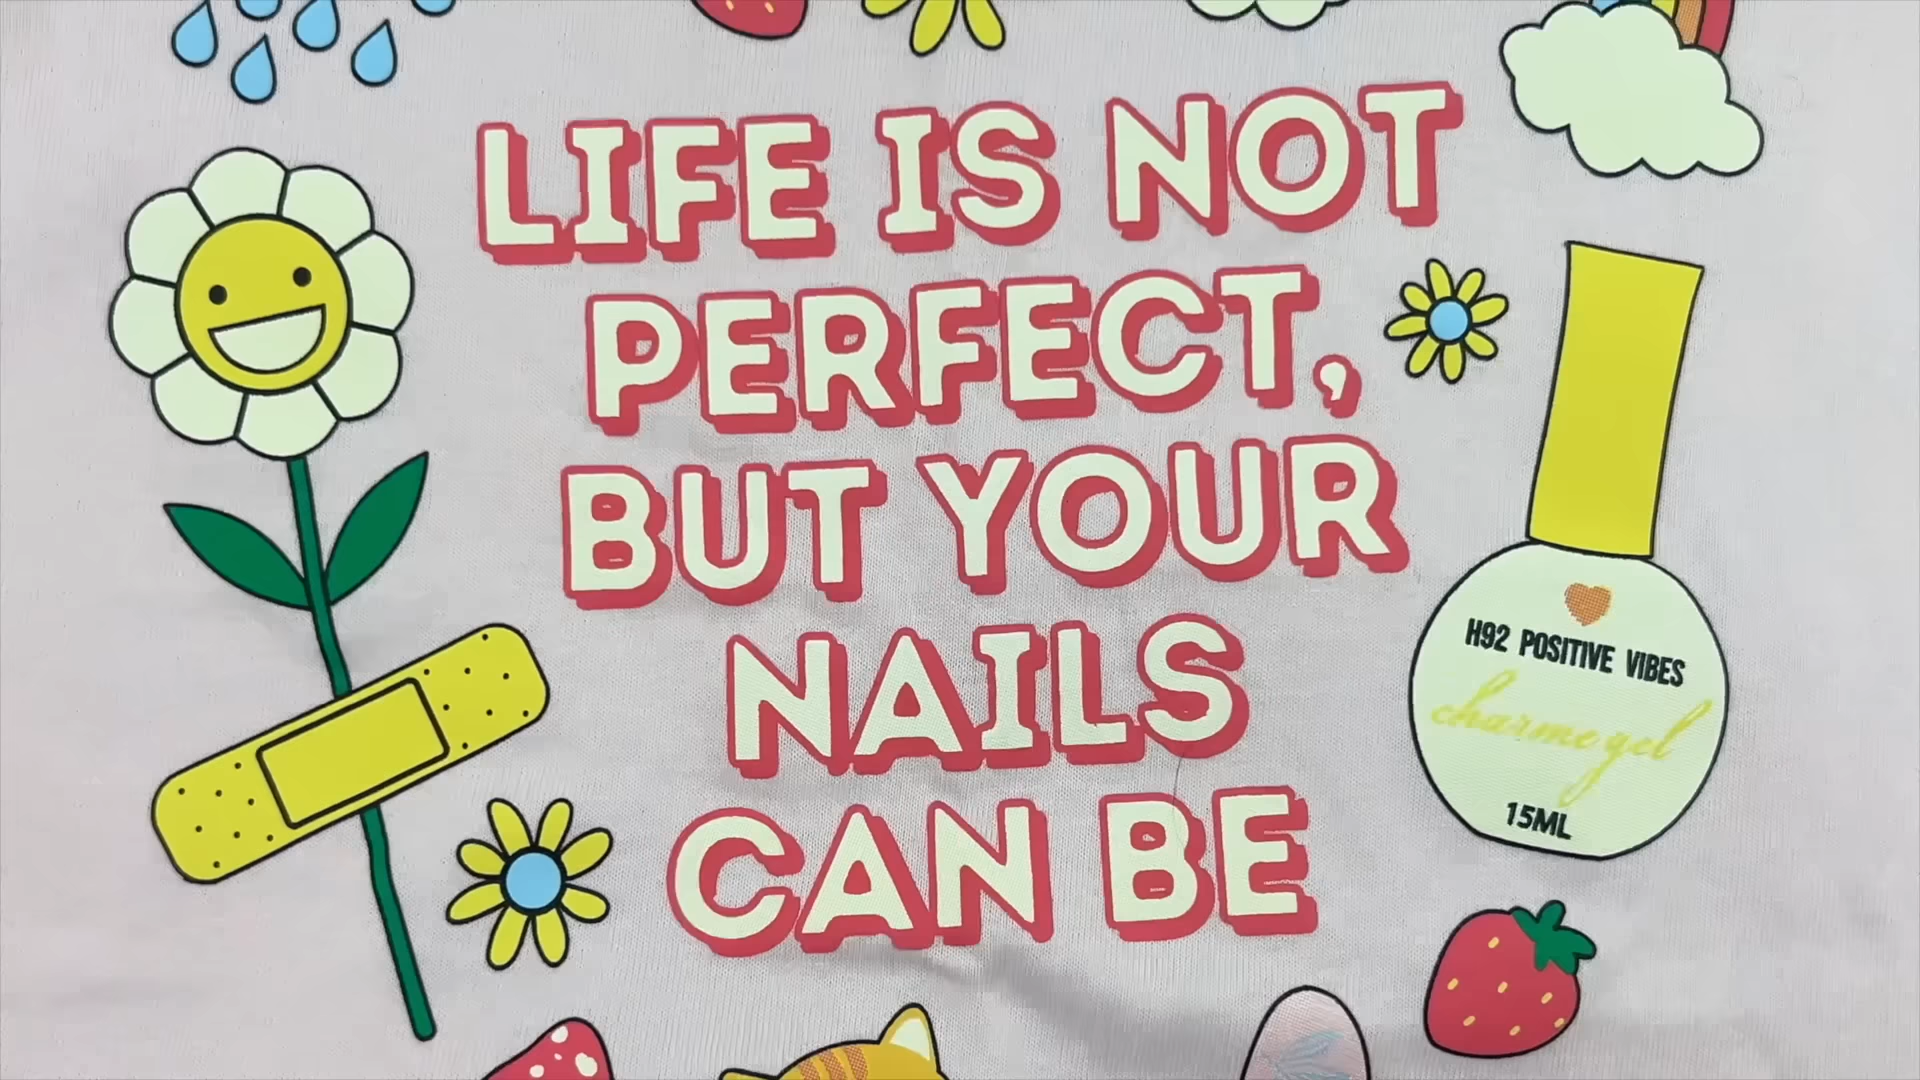 LIFE IS NOT
PERFECT,
BUT YOUR
NAILS
CAN BE
H92 POSITIVE VIBES
charme gel
15ML